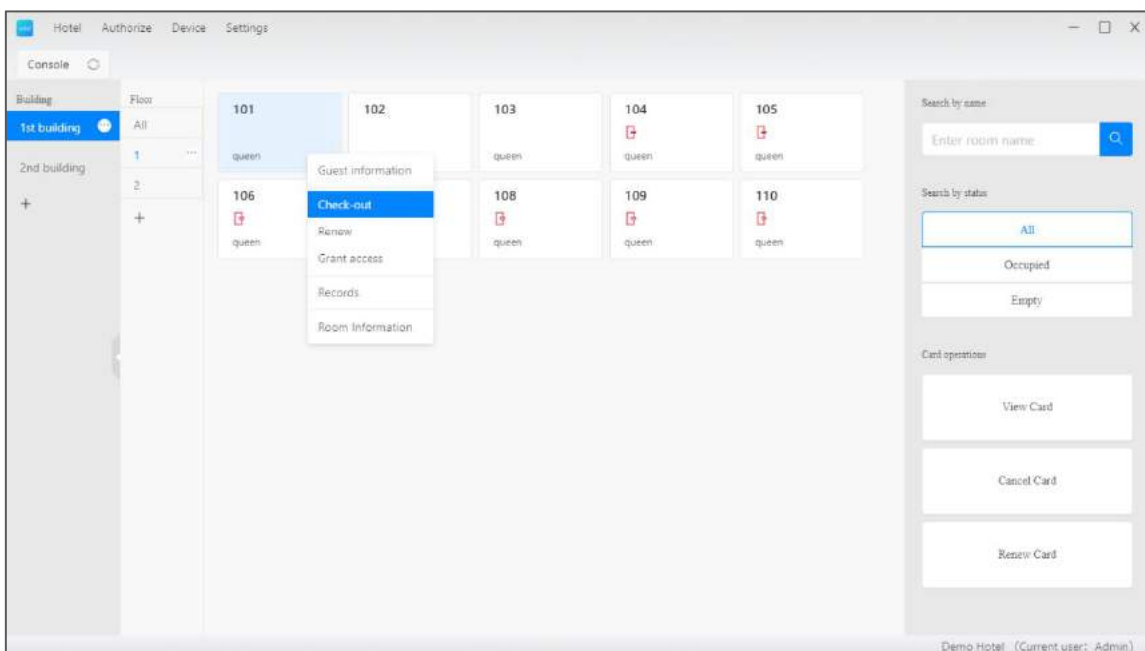 Hotel Authorize Device Settings
Console
Building
1st building
2nd building
+
Floor
All
1 ...
2
+
101
queen
102
103
queen
104
queen
105
queen
106
queen
108
queen
109
queen
110
queen
Guest information
Check-out
Renew
Grant access
Records
Room Information
Search by name
Enter room name
Search by status
All
Occupied
Empty
Card operations
View Card
Cancel Card
Renew Card
Demo Hotel (Current user: Admin)